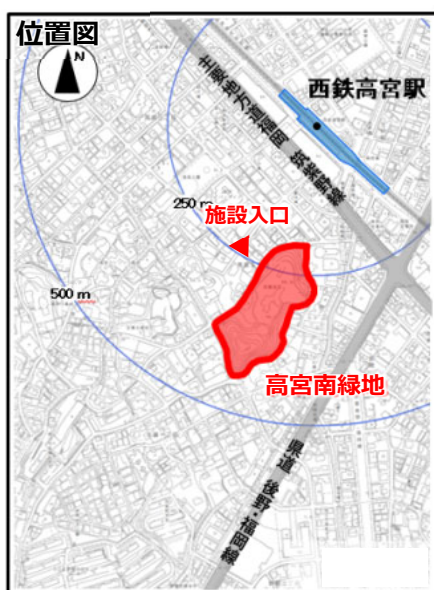 位置図
N
西鉄高宮駅
主要地方道福岡 筑紫野線
250 m
施設入口
500 m
高宮南緑地
県道 後野・福岡線